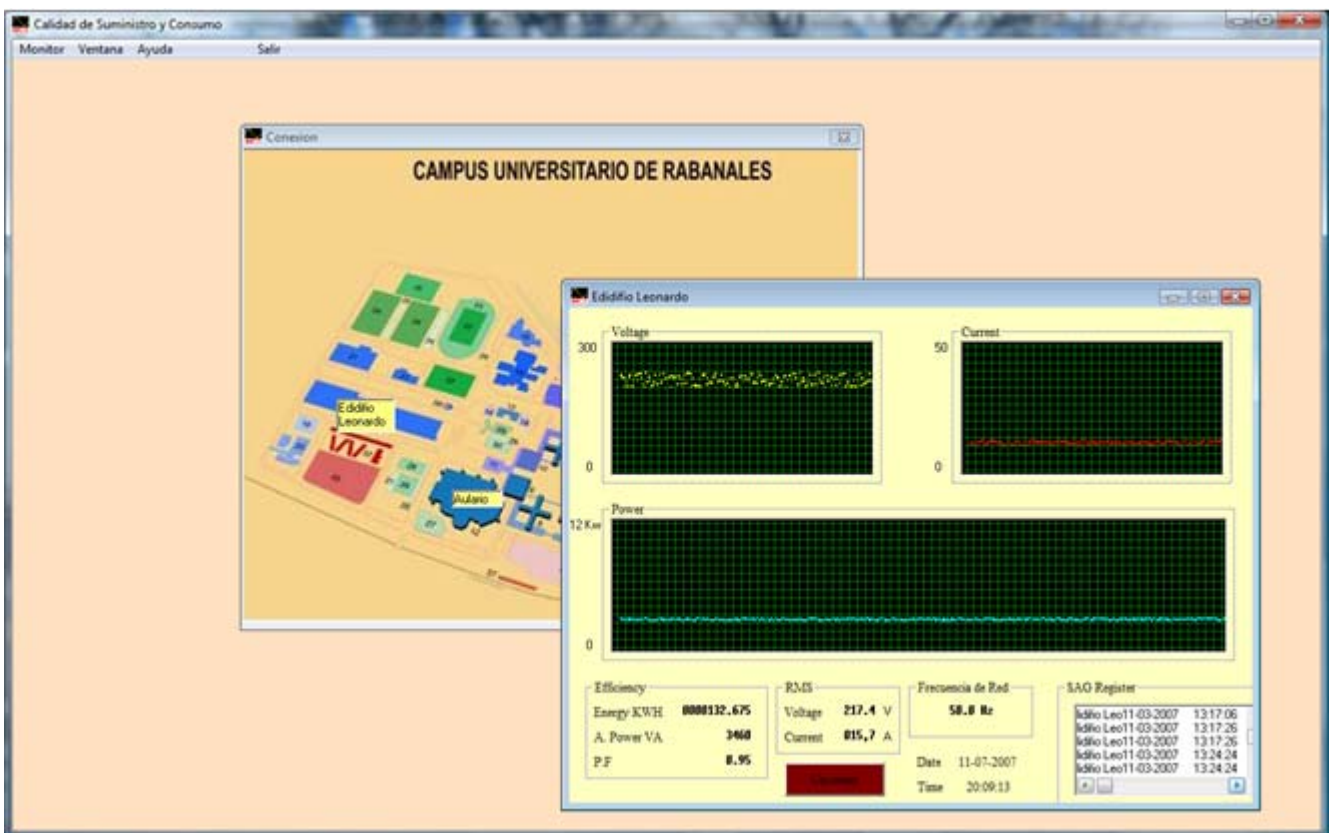 Calidad de Suministro y Consumo
Monitor Ventana Ayuda Salir
Conexion
CAMPUS UNIVERSITARIO DE RABANALES
Edidifio
Leonardo
Aulario
27
Edidifio Leonardo
Voltage
300
0
Current
50
0
Power
12 Kw
0
Efficiency
Energy KWH 0000132.675
A. Power VA 3460
P.F 0.95
RMS
Voltage 217.4 V
Current 015,7 A
Frecuencia de Red
50.0 Hz
Date 11-07-2007
Time 20:09:13
SAG Register
lidifio Leo11-03-2007 13:17:06
lidifio Leo11-03-2007 13:17:26
lidifio Leo11-03-2007 13:17:26
lidifio Leo11-03-2007 13:24:24
lidifio Leo11-03-2007 13:24:24